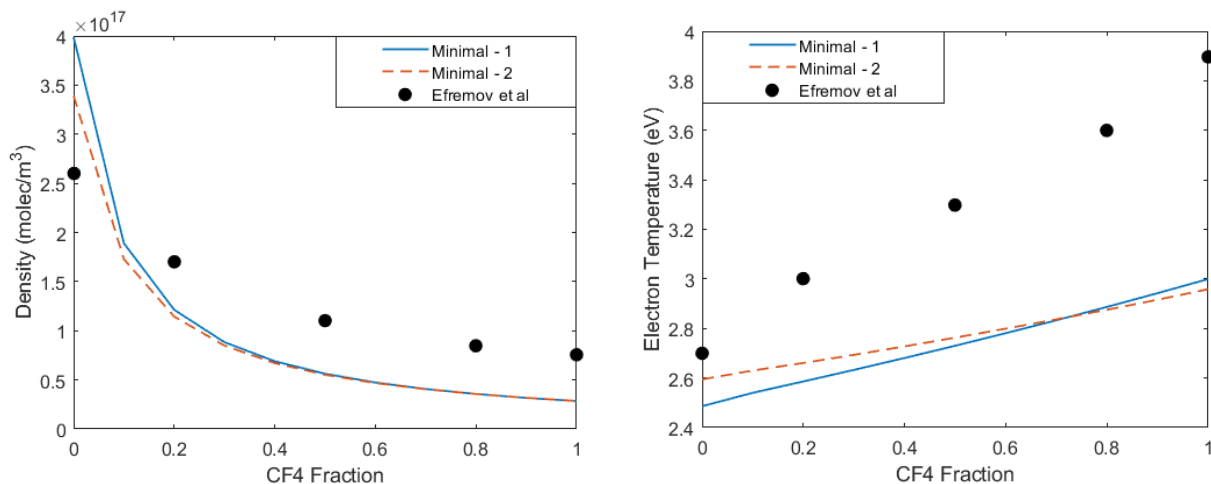 ×10^17
4
3.5
3
2.5
2
1.5
1
0.5
0
Density (molec/m^3)
0 0.2 0.4 0.6 0.8 1
CF4 Fraction
Minimal - 1
Minimal - 2
Efremov et al
4
3.8
3.6
3.4
3.2
3
2.8
2.6
2.4
Electron Temperature (eV)
0 0.2 0.4 0.6 0.8 1
CF4 Fraction
Minimal - 1
Minimal - 2
Efremov et al